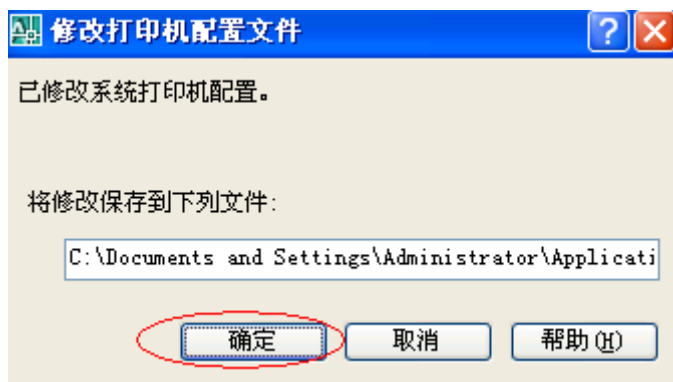 修改打印机配置文件
已修改系统打印机配置。
将修改保存到下列文件:
C:\Documents and Settings\Administrator\Applicati
确定 取消 帮助(H)